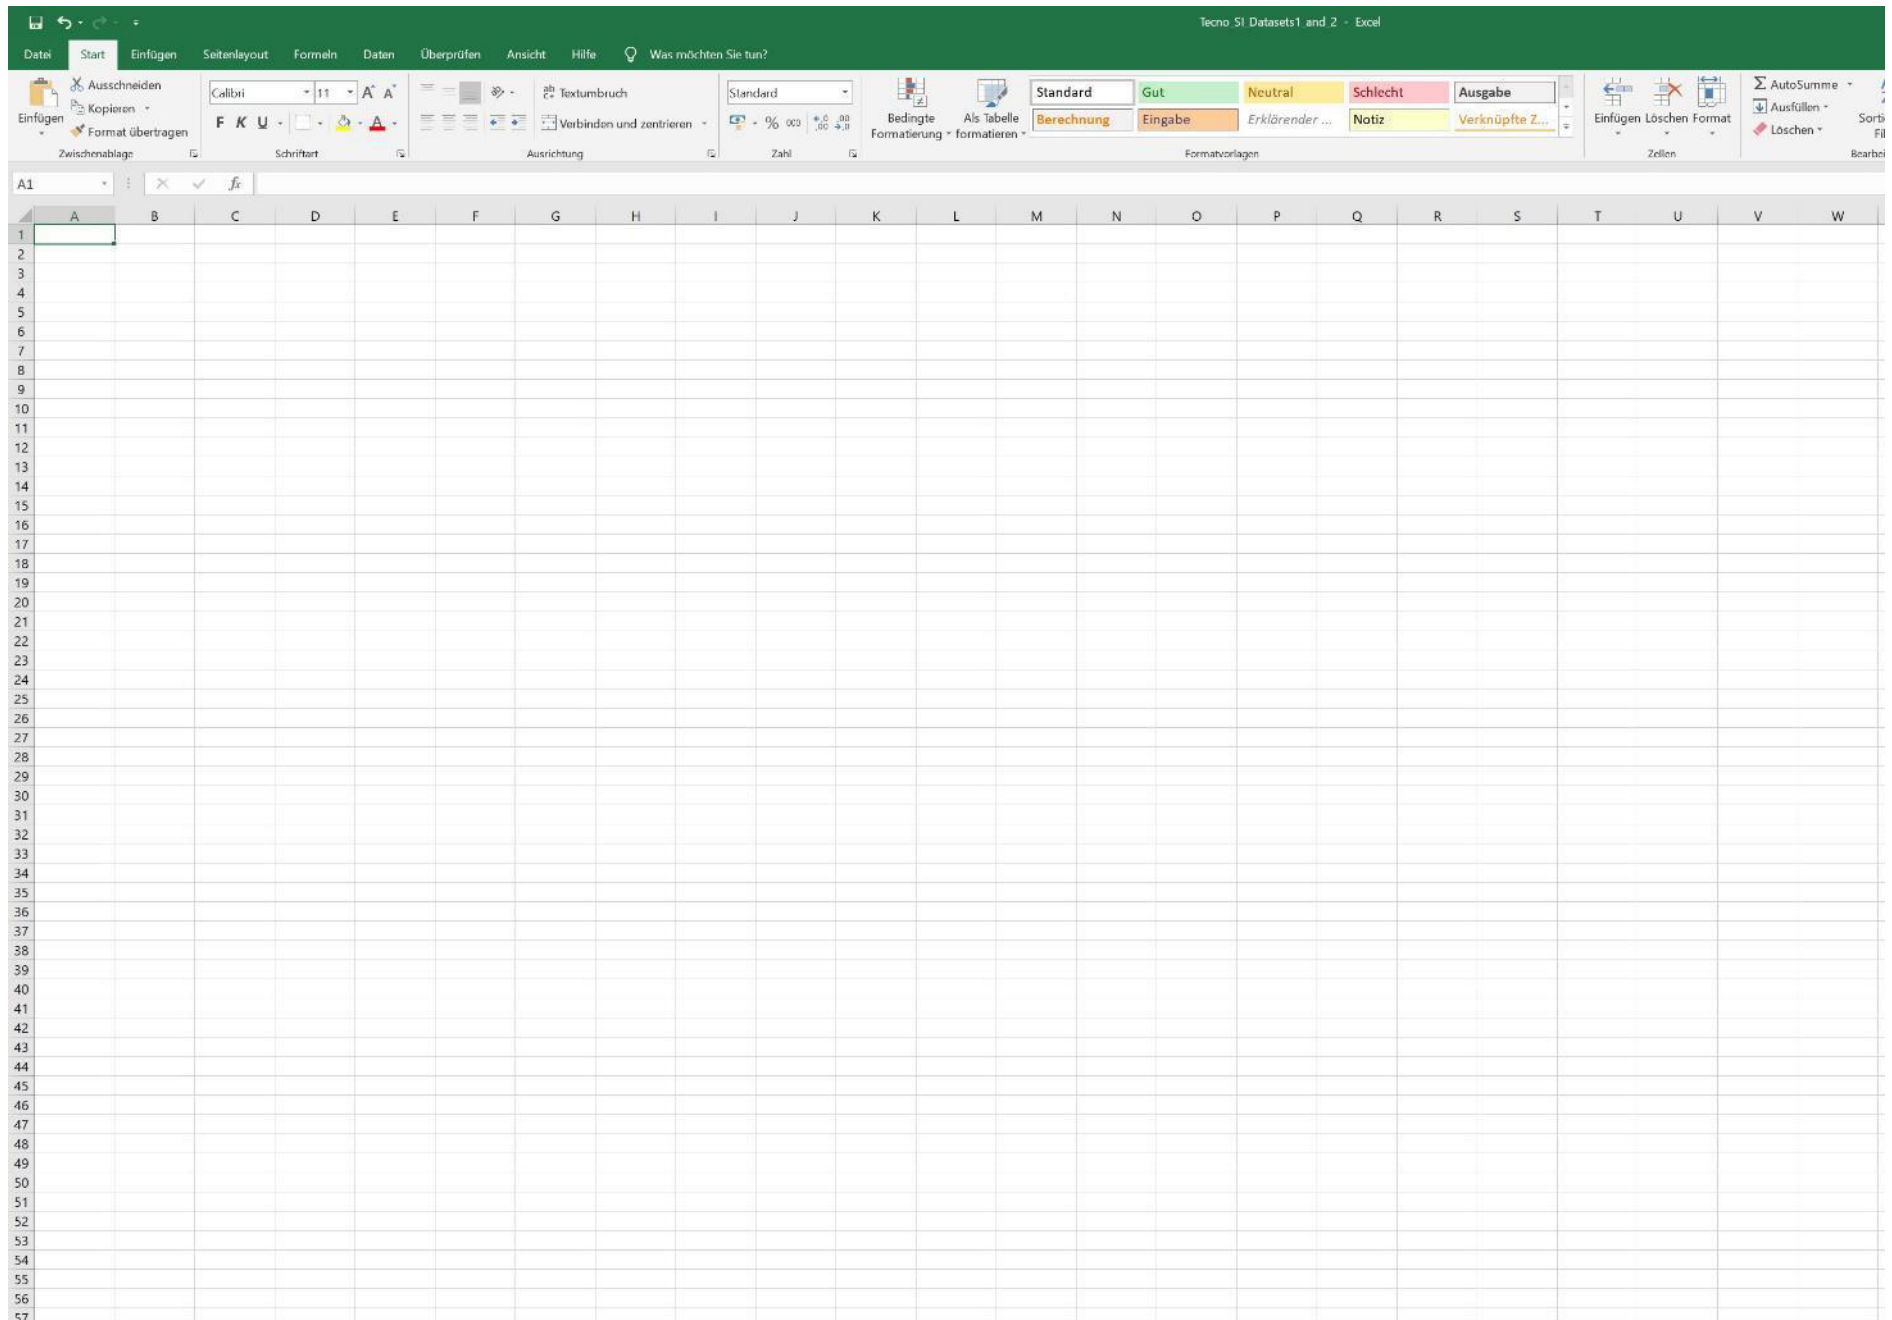 Tecno SI Datasets1 and 2 - Excel
Datei Start Einfügen Seitenlayout Formeln Daten Überprüfen Ansicht Hilfe Was möchten Sie tun?
Einfügen
Ausschneiden
Kopieren
Format übertragen
Zwischenablage
Calibri 11 A A
F K U A
Schriftart
ab Textumbruch
Verbinden und zentrieren
Ausrichtung
Standard
% 000 ,00 ,00
Zahl
Bedingte Formatierung
Als Tabelle formatieren
Standard Gut Neutral Schlecht Ausgabe
Berechnung Eingabe Erklärender ... Notiz Verknüpfte Z...
Formatvorlagen
Einfügen Löschen Format
Zellen
Σ AutoSumme
Ausfüllen
Löschen
A1 fx
A B C D E F G H I J K L M N O P Q R S T U V W
1
2
3
4
5
6
7
8
9
10
11
12
13
14
15
16
17
18
19
20
21
22
23
24
25
26
27
28
29
30
31
32
33
34
35
36
37
38
39
40
41
42
43
44
45
46
47
48
49
50
51
52
53
54
55
56
57